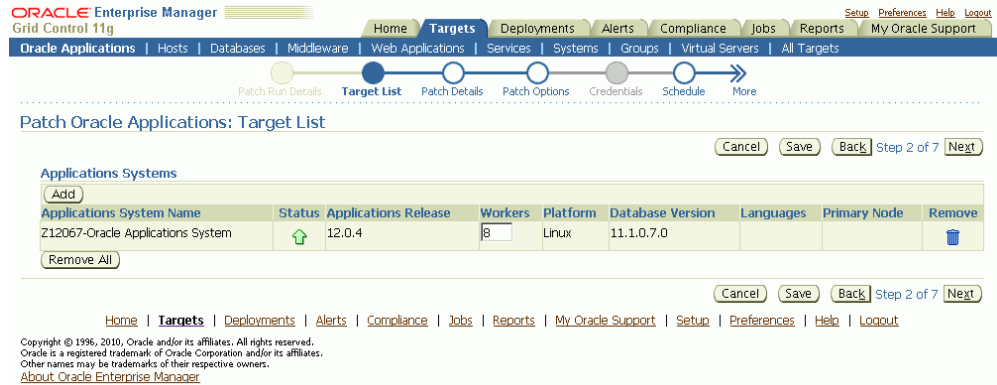 ORACLE Enterprise Manager
Grid Control 11g
Setup Preferences Help Logout
Home Targets Deployments Alerts Compliance Jobs Reports My Oracle Support
Oracle Applications | Hosts | Databases | Middleware | Web Applications | Services | Systems | Groups | Virtual Servers | All Targets
Patch Run Details Target List Patch Details Patch Options Credentials Schedule More
Patch Oracle Applications: Target List
Cancel Save Back Step 2 of 7 Next
Applications Systems
Add
Applications System Name Status Applications Release Workers Platform Database Version Languages Primary Node Remove
Z12067-Oracle Applications System 12.0.4 8 Linux 11.1.0.7.0
Remove All
Cancel Save Back Step 2 of 7 Next
Home | Targets | Deployments | Alerts | Compliance | Jobs | Reports | My Oracle Support | Setup | Preferences | Help | Logout
Copyright © 1996, 2010, Oracle and/or its affiliates. All rights reserved.
Oracle is a registered trademark of Oracle Corporation and/or its affiliates.
Other names may be trademarks of their respective owners.
About Oracle Enterprise Manager